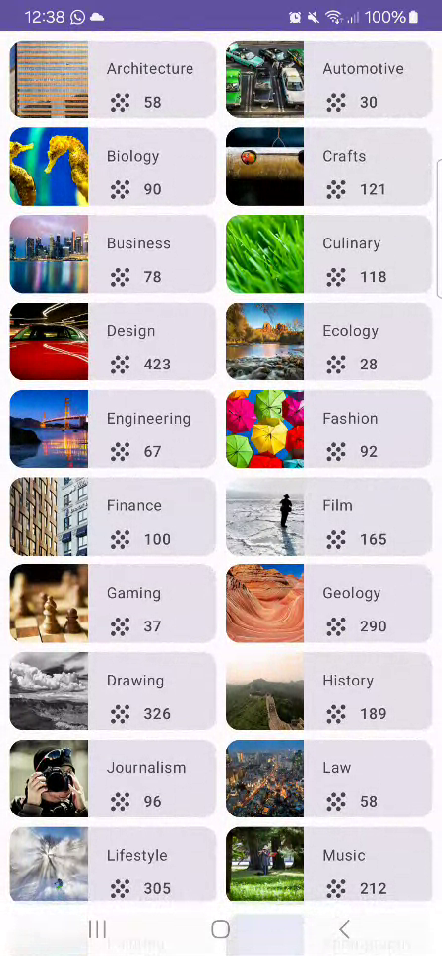 12:38
100%
Architecture
58
Automotive
30
Biology
90
Crafts
121
Business
78
Culinary
118
Design
423
Ecology
28
Engineering
67
Fashion
92
Finance
100
Film
165
Gaming
37
Geology
290
Drawing
326
History
189
Journalism
96
Law
58
Lifestyle
305
Music
212